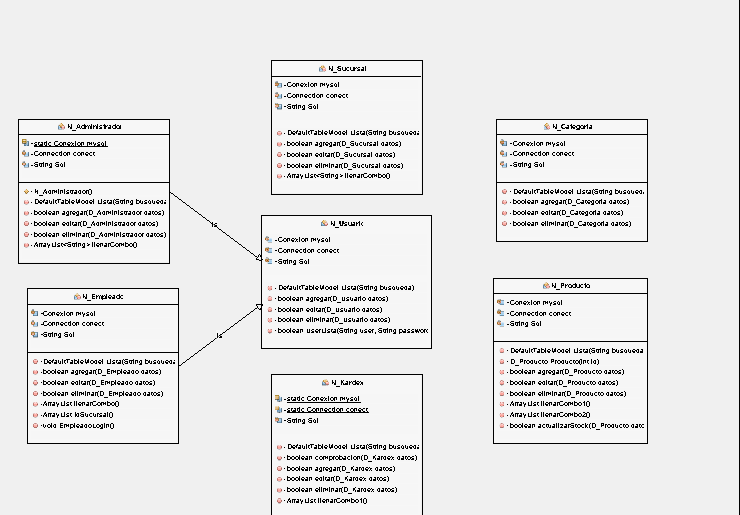 N_Sucursal
-Conexion mysql
-Connection conect
-String Sql
- DefaultTableModel Lista(String busqueda
- boolean agregar(D_Sucursal datos)
- boolean editar(D_Sucursal datos)
- boolean eliminar(D_Sucursal datos)
- ArrayList<String> llenarCombo()
N_Administrador
-static Conexion mysql
-Connection conect
-String Sql
- N_Administrador()
- DefaultTableModel Lista(String busqueda
- boolean agregar(D_Administrador datos)
- boolean editar(D_Administrador datos)
- boolean eliminar(D_Administrador datos)
- ArrayList<String> llenarCombo()
N_Categoria
-Conexion mysql
-Connection conect
-String Sql
- DefaultTableModel Lista(String busqueda
- boolean agregar(D_Categoria datos)
- boolean editar(D_Categoria datos)
- boolean eliminar(D_Categoria datos)
is
N_Usuario
-Conexion mysql
-Connection conect
-String Sql
- DefaultTableModel Lista(String busqueda)
- boolean agregar(D_usuario datos)
- boolean editar(D_usuario datos)
- boolean eliminar(D_usuario datos)
- boolean userLista(String user, String password
is
N_Empleado
-Conexion mysql
-Connection conect
-String Sql
- DefaultTableModel Lista(String busqueda
- boolean agregar(D_Empleado datos)
- boolean editar(D_Empleado datos)
- boolean eliminar(D_Empleado datos)
- ArrayList llenarCombo()
- ArrayList idSucursal()
- void EmpleadoLogin()
N_Producto
-Conexion mysql
-Connection conect
-String Sql
- DefaultTableModel Lista(String busqueda
- D_Producto Producto(int id)
- boolean agregar(D_Producto datos)
- boolean editar(D_Producto datos)
- boolean eliminar(D_Producto datos)
- ArrayList llenarCombo1()
- ArrayList llenarCombo2()
- boolean actualizarStock(D_Producto datc
N_Kardex
-static Conexion mysql
-static Connection conect
-String Sql
- DefaultTableModel Lista(String busqueda
- boolean comprobacion(D_Kardex datos)
- boolean agregar(D_Kardex datos)
- boolean editar(D_Kardex datos)
- boolean eliminar(D_Kardex datos)
- ArrayList llenarCombo1()